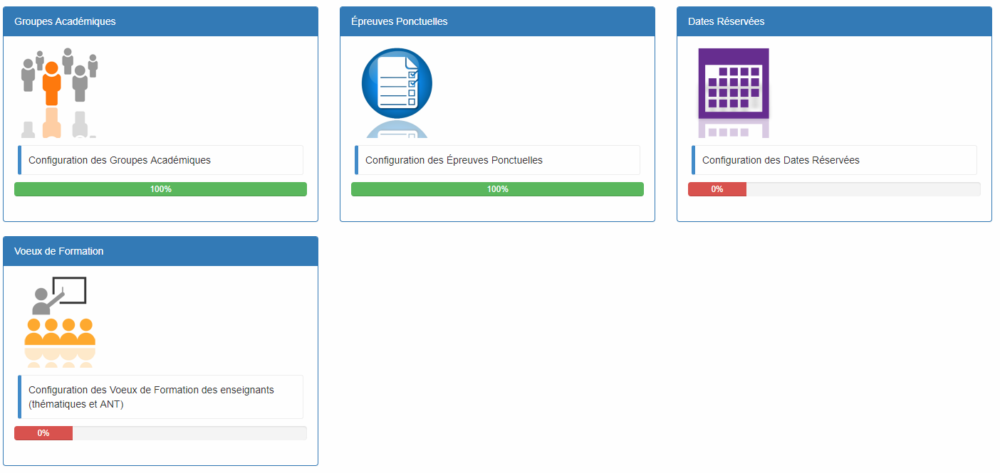 Groupes Académiques
Configuration des Groupes Académiques
100%
Épreuves Ponctuelles
Configuration des Épreuves Ponctuelles
100%
Dates Réservées
Configuration des Dates Réservées
0%
Voeux de Formation
Configuration des Voeux de Formation des enseignants
(thématiques et ANT)
0%